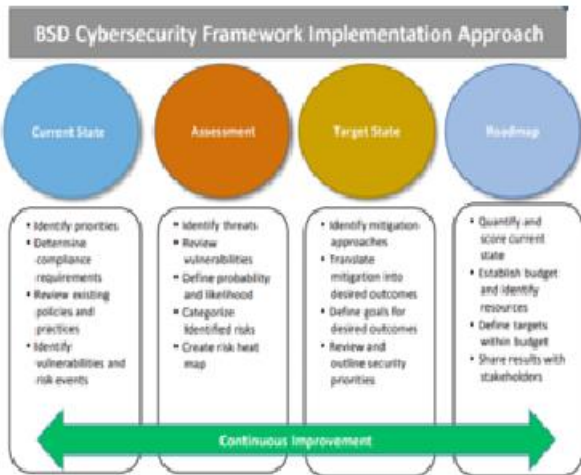 BSD Cybersecurity Framework Implementation Approach
Current State
Assessment
Target State
Roadmap
Identify priorities
Determine
compliance
requirements
Review existing
policies and
practices
Identify
vulnerabilities and
risk events
Identify threats
Review
vulnerabilities
Define probability
and likelihood
Categorize
Identified risks
Create risk heat
map
Identify mitigation
approaches
Translate
mitigation into
desired outcomes
Define goals for
desired outcomes
Review and
outline security
priorities
Quantify and
score current
state
Establish budget
and identify
resources
Define targets
within budget
Share results with
stakeholders
Continuous Improvement